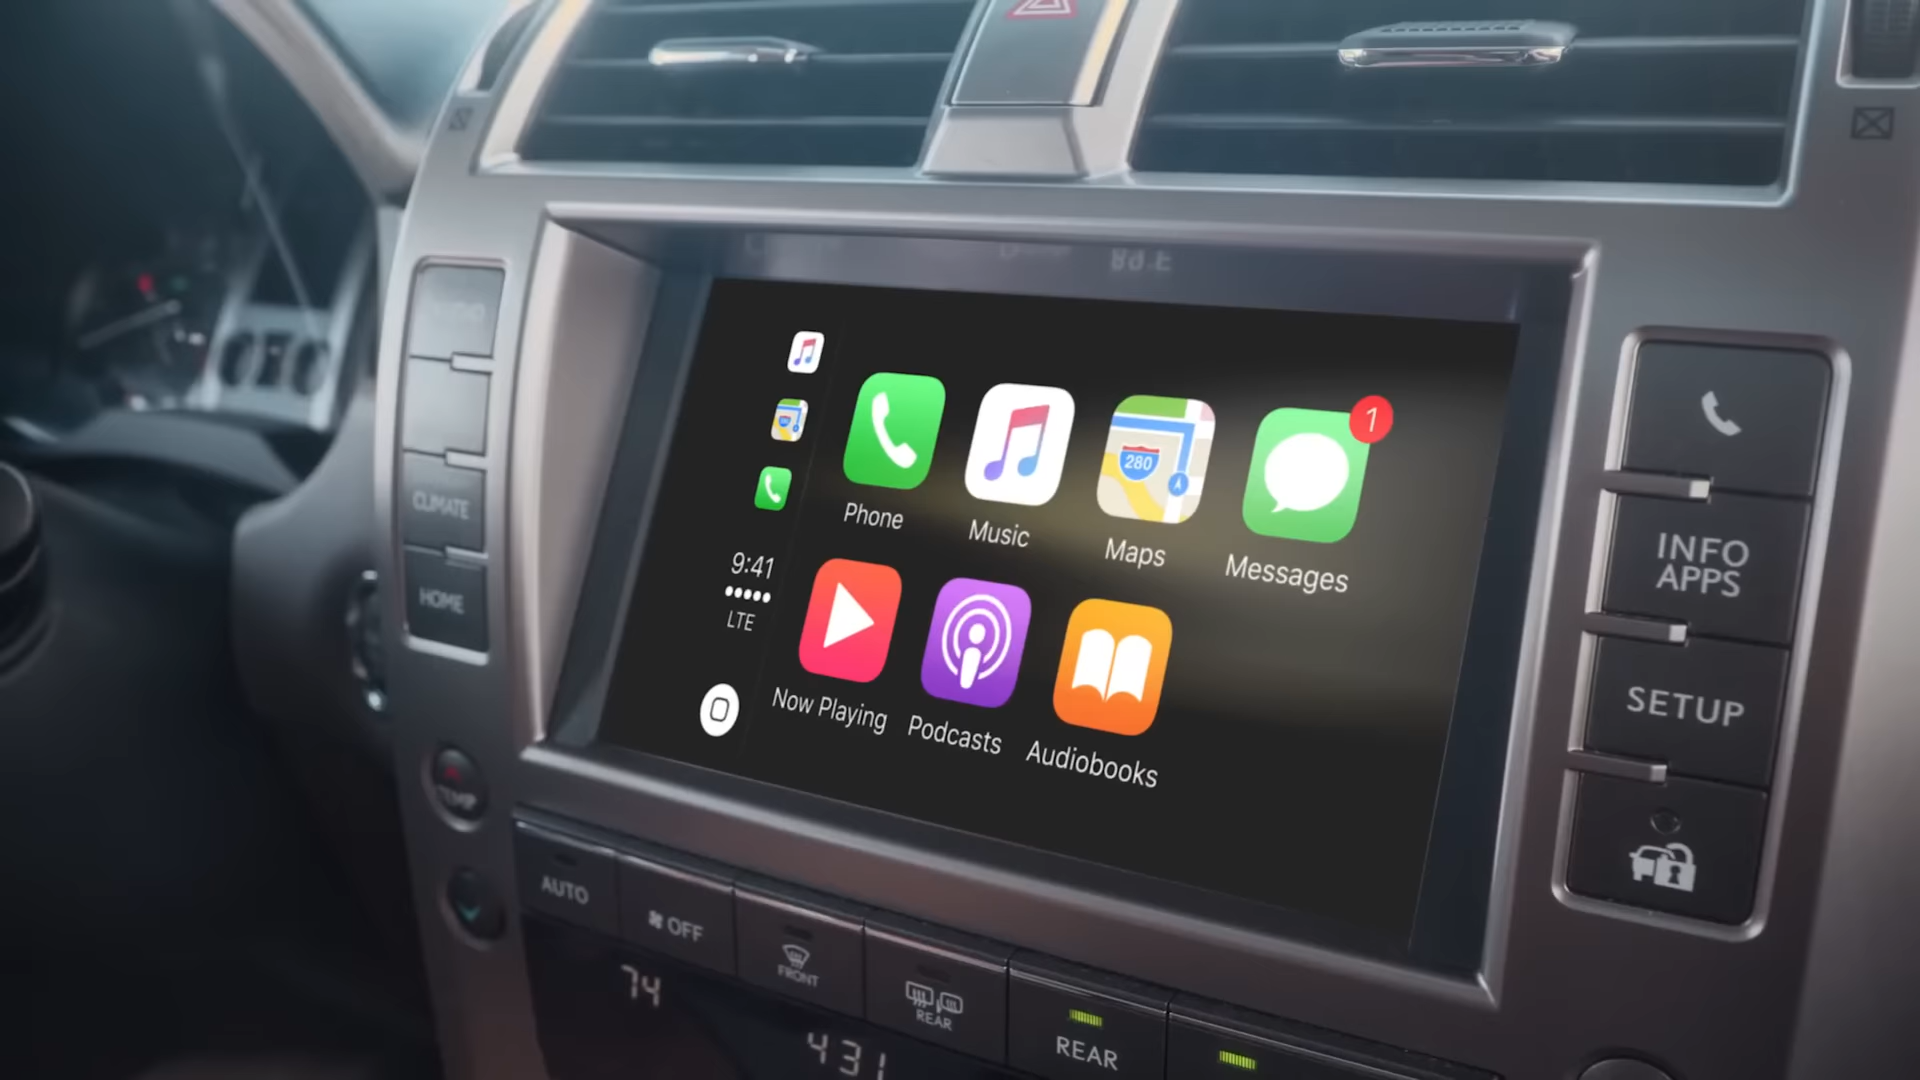 CLIMATE
HOME
TEMP
9:41
LTE
Phone
Music
280
Maps
1
Messages
Now Playing
Podcasts
Audiobooks
INFO
APPS
SETUP
AUTO
OFF
FRONT
REAR
REAR
74
431